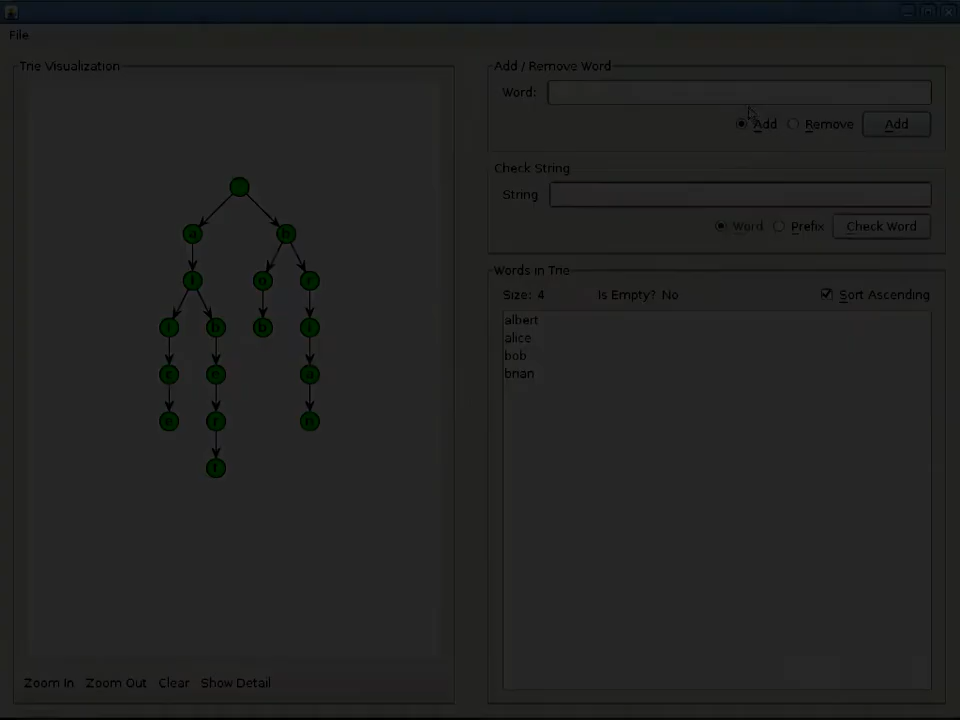 File
Trie Visualization
a b
l o r
i b b i
c e a
e r n
t
Zoom In Zoom Out Clear Show Detail
Add / Remove Word
Word:
Add Remove Add
Check String
String
Word Prefix Check Word
Words in Trie
Size: 4 Is Empty? No Sort Ascending
albert
alice
bob
brian